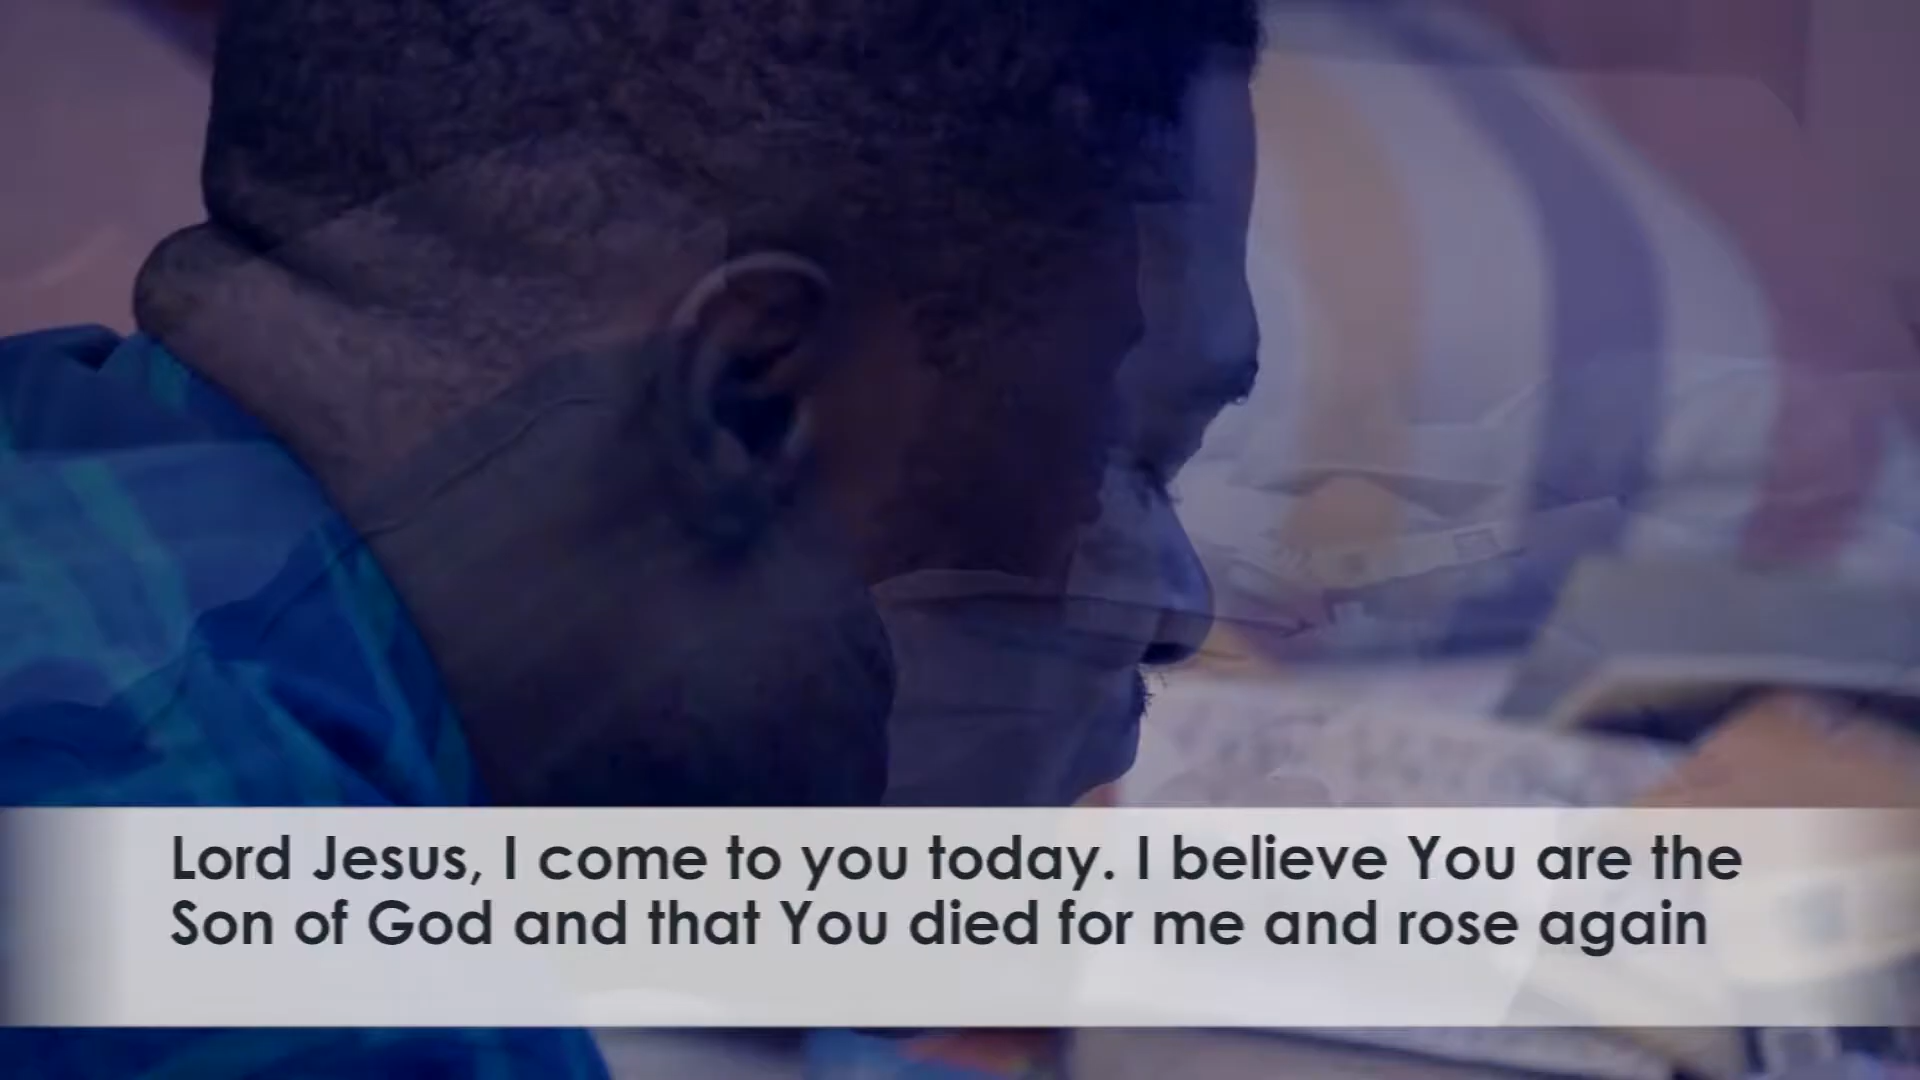 Lord Jesus, I come to you today. I believe You are the
Son of God and that You died for me and rose again